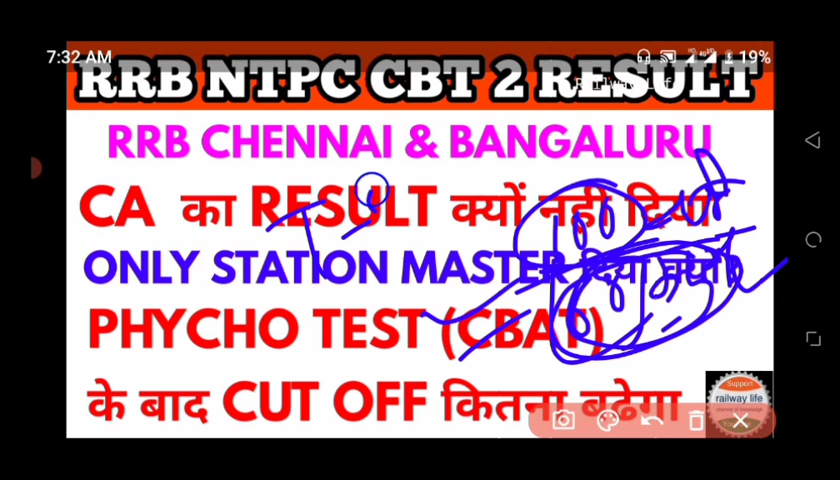 7:32 AM
19%
RRB NTPC CBT 2 RESULT
RRB CHENNAI & BANGALURU
CA का RESULT क्यों नही दिया
ONLY STATION MASTER दिया क्यों
PHYCHO TEST (CBAT)
के बाद CUT OFF कितना बढेगा
Support
railway life